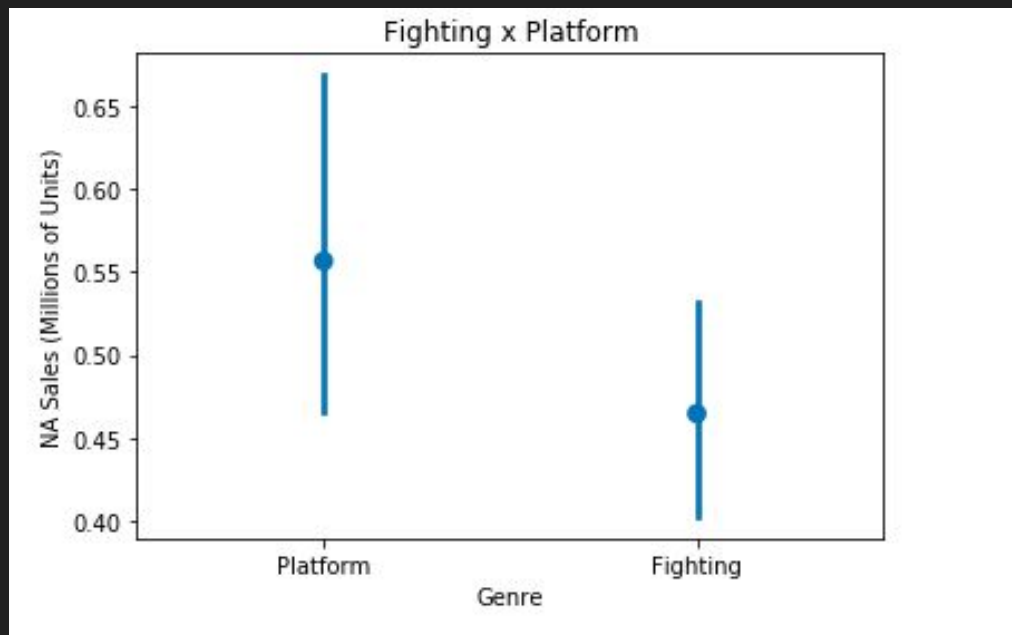 Fighting x Platform
NA Sales (Millions of Units)
0.65
0.60
0.55
0.50
0.45
0.40
Platform Fighting
Genre